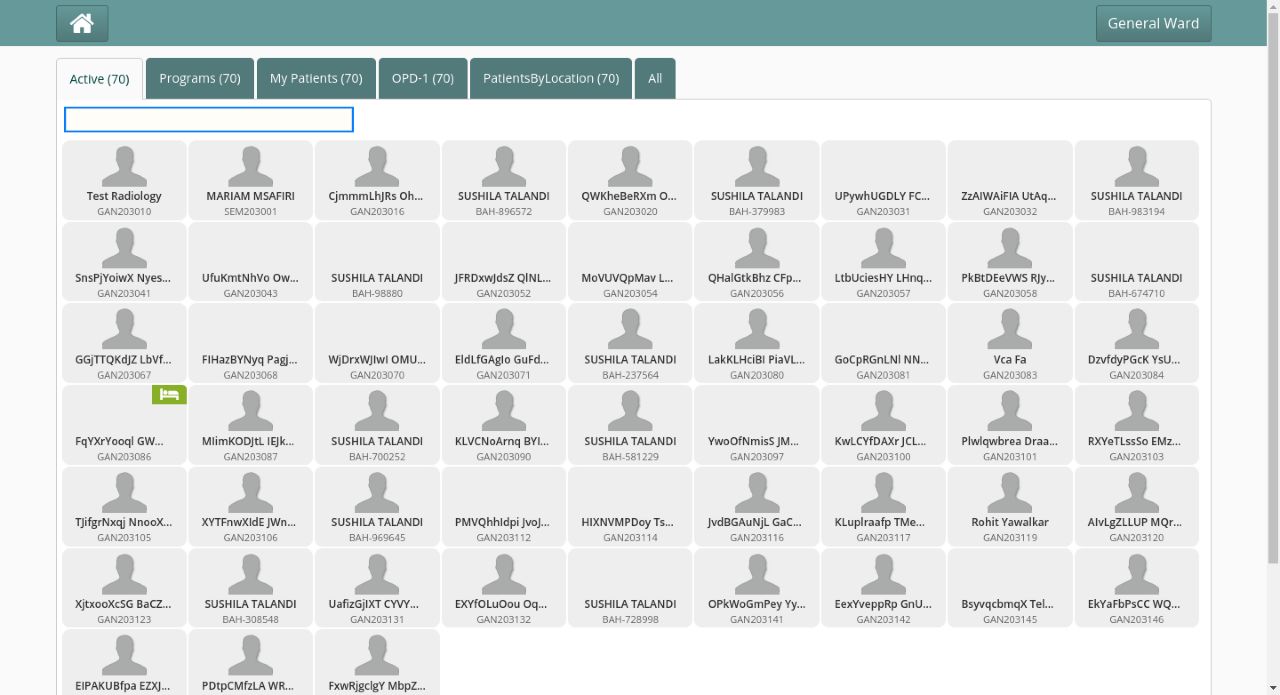 General Ward
Active (70)
Programs (70)
My Patients (70)
OPD-1 (70)
PatientsByLocation (70)
All
Test Radiology
GAN203010
MARIAM MSAFIRI
SEM203001
CjmmmLhJRs Oh...
GAN203016
SUSHILA TALANDI
BAH-896572
QWKheBeRXm O...
GAN203020
SUSHILA TALANDI
BAH-379983
UPywhUGDLY FC...
GAN203031
ZzAIWAiFIA UtAq...
GAN203032
SUSHILA TALANDI
BAH-983194
SnsPjYoiwX Nyes...
GAN203041
UfuKmtNhVo Ow...
GAN203043
SUSHILA TALANDI
BAH-98880
JFRDxwJdsZ QlNL...
GAN203052
MoVUVQpMav L...
GAN203054
QHalGtkBhz CFp...
GAN203056
LtbUciesHY LHnq...
GAN203057
PkBtDEeVWS RJy...
GAN203058
SUSHILA TALANDI
BAH-674710
GGjTTQKdJZ LbVf...
GAN203067
FIHazBYNyq Pagj...
GAN203068
WjDrxWJIwI OMU...
GAN203070
EldLfGAgIo GuFd...
GAN203071
SUSHILA TALANDI
BAH-237564
LakKLHciBI PiaVL...
GAN203080
GoCpRGnLNl NN...
GAN203081
Vca Fa
GAN203083
DzvfdyPGcK YsU...
GAN203084
FqYXrYooql GW...
GAN203086
MIimKODJtL IEJk...
GAN203087
SUSHILA TALANDI
BAH-700252
KLVCNoArnq BYI...
GAN203090
SUSHILA TALANDI
BAH-581229
YwoOfNmisS JM...
GAN203097
KwLCYfDAXr JCL...
GAN203100
Plwlqwbrea Draa...
GAN203101
RXYeTLssSo EMz...
GAN203103
TJifgrNxqj NnooX...
GAN203105
XYTFnwXIdE JWn...
GAN203106
SUSHILA TALANDI
BAH-969645
PMVQhhIdpi JvoJ...
GAN203112
HIXNVMPDoy Ts...
GAN203114
JvdBGAuNjL GaC...
GAN203116
KLuplraafp TMe...
GAN203117
Rohit Yawalkar
GAN203119
AIvLgZLLUP MQr...
GAN203120
XjtxooXcSG BaCZ...
GAN203123
SUSHILA TALANDI
BAH-308548
UafizGjIXT CYVY...
GAN203131
EXYfOLuOou Oq...
GAN203132
SUSHILA TALANDI
BAH-728998
OPkWoGmPey Yy...
GAN203141
EexYveppRp GnU...
GAN203142
BsyvqcbmqX Tel...
GAN203145
EkYaFbPsCC WQ...
GAN203146
EIPAKUBfpa EZXJ...
PDtpCMfzLA WR...
FxwRjgclgY MbpZ...